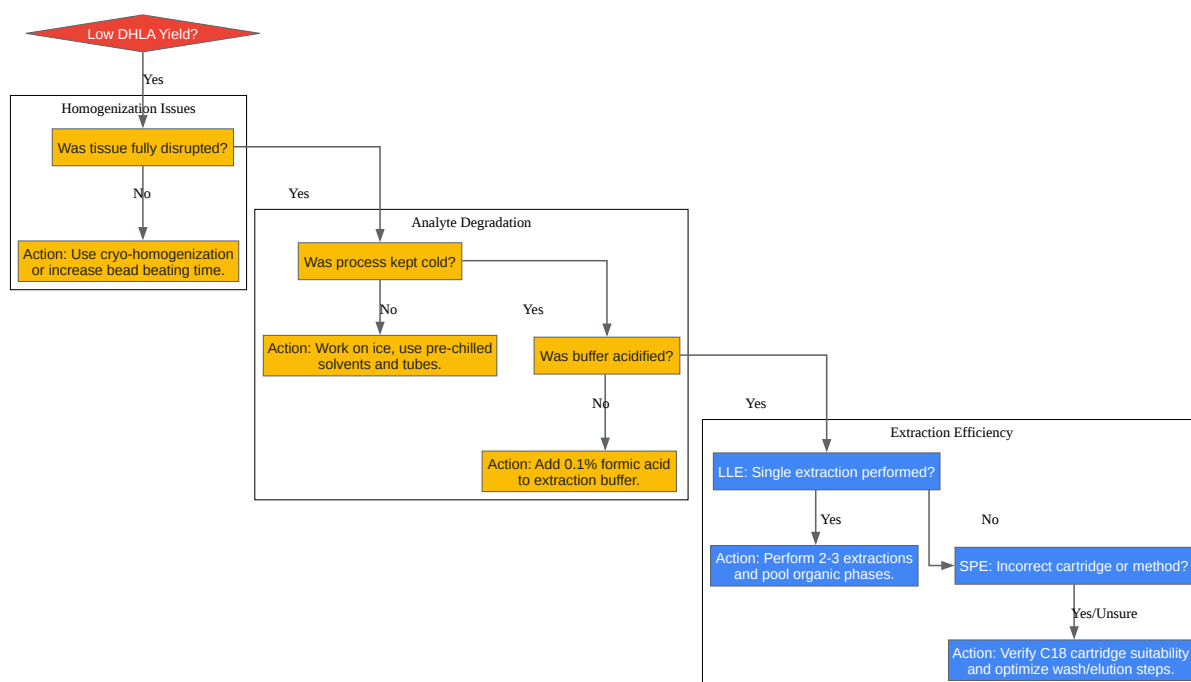 Low DHLA Yield?
Yes
Homogenization Issues
Was tissue fully disrupted?
No
Yes
Action: Use cryo-homogenization
or increase bead beating time.
Analyte Degradation
Was process kept cold?
No
Yes
Action: Work on ice, use pre-chilled
solvents and tubes.
Was buffer acidified?
No
Yes
Action: Add 0.1% formic acid
to extraction buffer.
Extraction Efficiency
LLE: Single extraction performed?
Yes
No
Action: Perform 2-3 extractions
and pool organic phases.
SPE: Incorrect cartridge or method?
Yes/Unsure
Action: Verify C18 cartridge suitability
and optimize wash/elution steps.